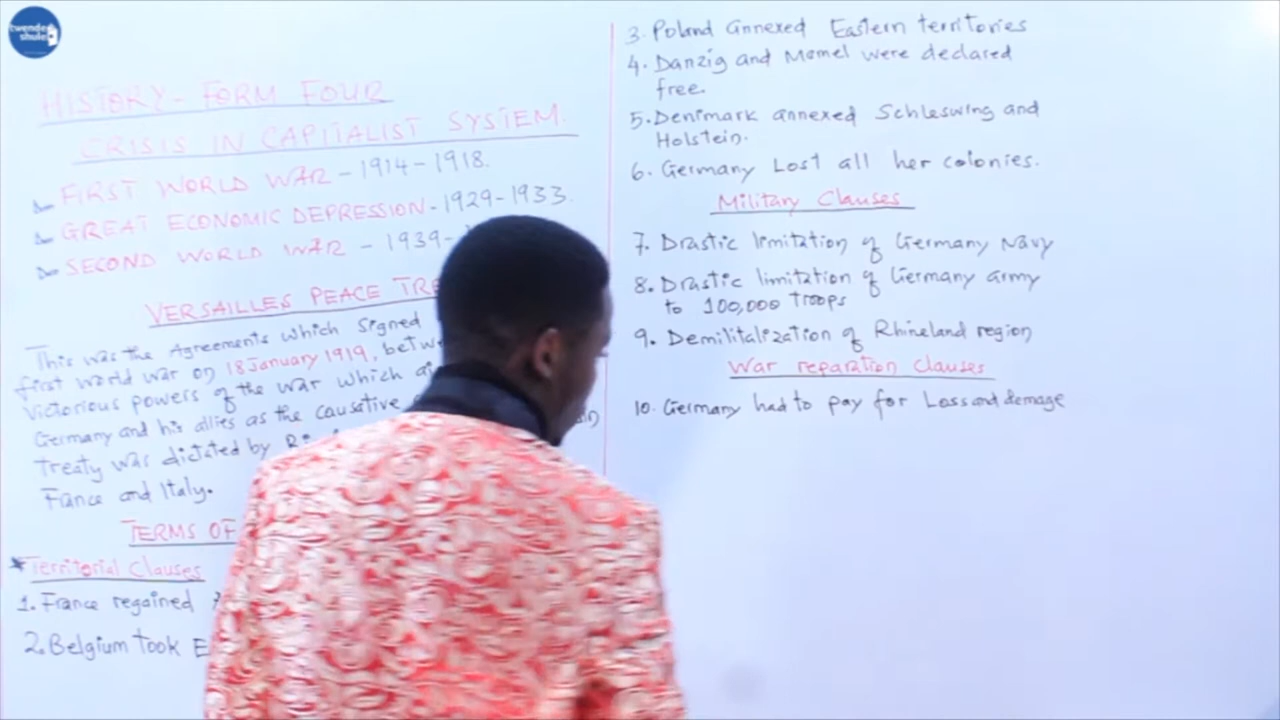 twende shule
HISTORY - FORM FOUR
CRISIS IN CAPITALIST SYSTEM.
FIRST WORLD WAR - 1914-1918.
GREAT ECONOMIC DEPRESSION - 1929-1933.
SECOND WORLD WAR - 1939-
VERSAILLES PEACE TRE
This was the Agreements which signed
first world war on 18 January 1919, betw
victorious powers of the war which
Germany and his allies as the causative
Treaty was dictated by
France and Italy.
TERMS OF
Territorial Clauses
1. France regained
2. Belgium took E
3. Poland annexed Eastern territories
4. Danzig and Memel were declared
free.
5. Denimark annexed Schleswing and
Holstein.
6. Germany Lost all her colonies.
Military Clauses
7. Drastic limitation of Germany Navy
8. Drastic limitation of Germany army
to 100,000 troops
9. Demilitalization of Rhineland region
War reparation Clauses
10. Germany had to pay for Loss and demage